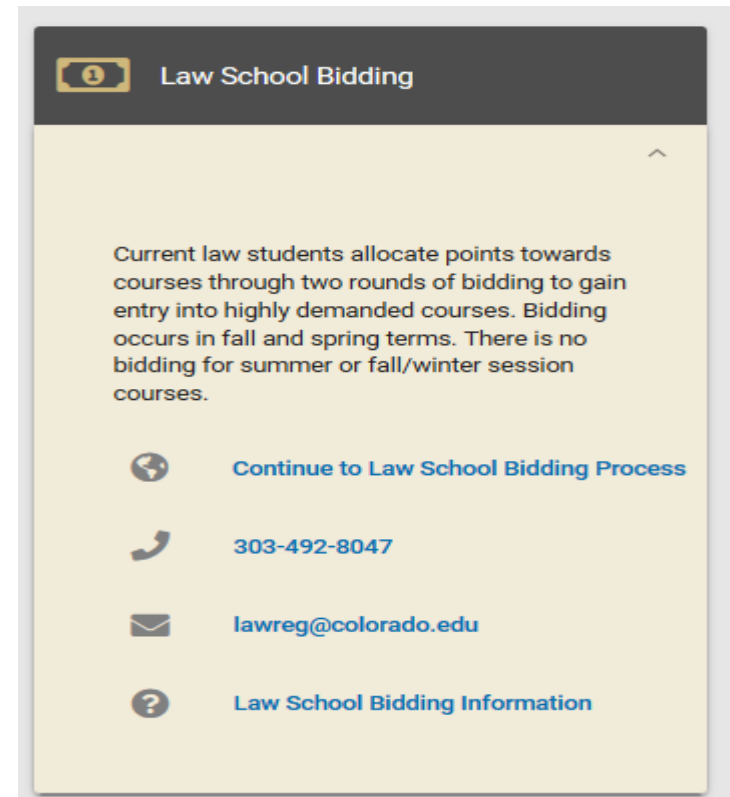 Law School Bidding
Current law students allocate points towards
courses through two rounds of bidding to gain
entry into highly demanded courses. Bidding
occurs in fall and spring terms. There is no
bidding for summer or fall/winter session
courses.
Continue to Law School Bidding Process
303-492-8047
lawreg@colorado.edu
Law School Bidding Information